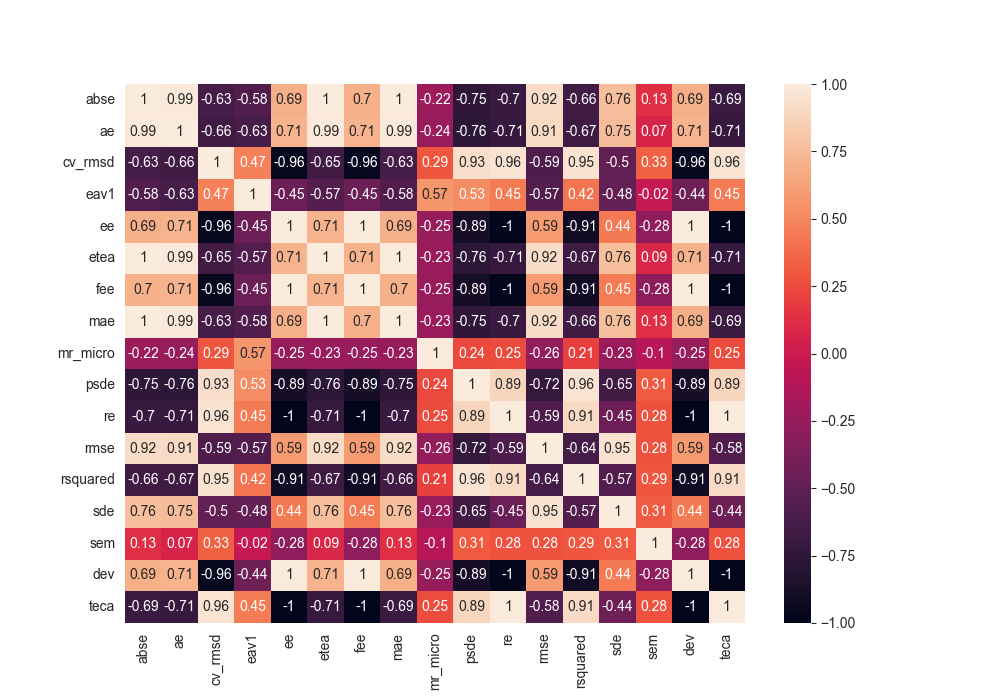 abse 1 0.99 -0.63 -0.58 0.69 1 0.7 1 -0.22 -0.75 -0.7 0.92 -0.66 0.76 0.13 0.69 -0.69 1.00
ae 0.99 1 -0.66 -0.63 0.71 0.99 0.71 0.99 -0.24 -0.76 -0.71 0.91 -0.67 0.75 0.07 0.71 -0.71
cv_rmsd -0.63 -0.66 1 0.47 -0.96 -0.65 -0.96 -0.63 0.29 0.93 0.96 -0.59 0.95 -0.5 0.33 -0.96 0.96 0.75
eav1 -0.58 -0.63 0.47 1 -0.45 -0.57 -0.45 -0.58 0.57 0.53 0.45 -0.57 0.42 -0.48 -0.02 -0.44 0.45
ee 0.69 0.71 -0.96 -0.45 1 0.71 1 0.69 -0.25 -0.89 -1 0.59 -0.91 0.44 -0.28 1 -1 0.50
etea 1 0.99 -0.65 -0.57 0.71 1 0.71 1 -0.23 -0.76 -0.71 0.92 -0.67 0.76 0.09 0.71 -0.71
fee 0.7 0.71 -0.96 -0.45 1 0.71 1 0.7 -0.25 -0.89 -1 0.59 -0.91 0.45 -0.28 1 -1 0.25
mae 1 0.99 -0.63 -0.58 0.69 1 0.7 1 -0.23 -0.75 -0.7 0.92 -0.66 0.76 0.13 0.69 -0.69
mr_micro -0.22 -0.24 0.29 0.57 -0.25 -0.23 -0.25 -0.23 1 0.24 0.25 -0.26 0.21 -0.23 -0.1 -0.25 0.25 0.00
psde -0.75 -0.76 0.93 0.53 -0.89 -0.76 -0.89 -0.75 0.24 1 0.89 -0.72 0.96 -0.65 0.31 -0.89 0.89
re -0.7 -0.71 0.96 0.45 -1 -0.71 -1 -0.7 0.25 0.89 1 -0.59 0.91 -0.45 0.28 -1 1 −0.25
rmse 0.92 0.91 -0.59 -0.57 0.59 0.92 0.59 0.92 -0.26 -0.72 -0.59 1 -0.64 0.95 0.28 0.59 -0.58
rsquared -0.66 -0.67 0.95 0.42 -0.91 -0.67 -0.91 -0.66 0.21 0.96 0.91 -0.64 1 -0.57 0.29 -0.91 0.91 −0.50
sde 0.76 0.75 -0.5 -0.48 0.44 0.76 0.45 0.76 -0.23 -0.65 -0.45 0.95 -0.57 1 0.31 0.44 -0.44
sem 0.13 0.07 0.33 -0.02 -0.28 0.09 -0.28 0.13 -0.1 0.31 0.28 0.28 0.29 0.31 1 -0.28 0.28 −0.75
dev 0.69 0.71 -0.96 -0.44 1 0.71 1 0.69 -0.25 -0.89 -1 0.59 -0.91 0.44 -0.28 1 -1
teca -0.69 -0.71 0.96 0.45 -1 -0.71 -1 -0.69 0.25 0.89 1 -0.58 0.91 -0.44 0.28 -1 1 −1.00
abse ae cv_rmsd eav1 ee etea fee mae mr_micro psde re rmse rsquared sde sem dev teca